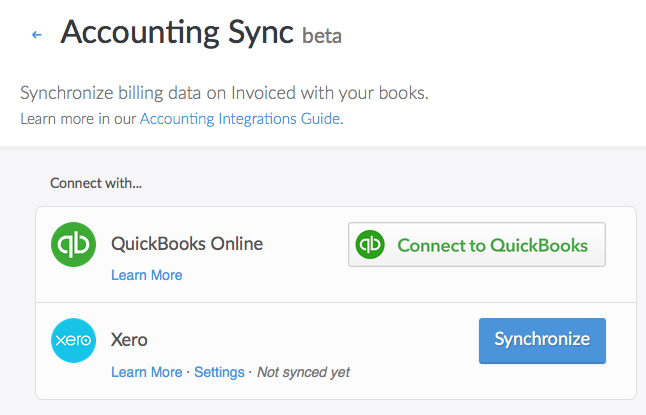 ← Accounting Sync beta
Synchronize billing data on Invoiced with your books.
Learn more in our Accounting Integrations Guide.
Connect with...
qb QuickBooks Online
qb Connect to QuickBooks
Learn More
xero Xero
Synchronize
Learn More · Settings · Not synced yet